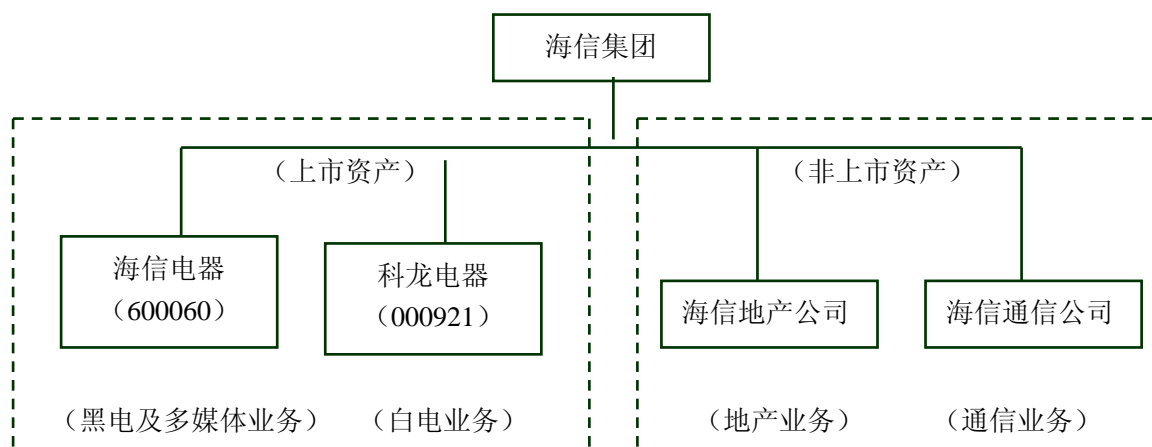 海信集团
（上市资产）
（非上市资产）
海信电器
（600060）
科龙电器
（000921）
海信地产公司
海信通信公司
（黑电及多媒体业务）
（白电业务）
（地产业务）
（通信业务）